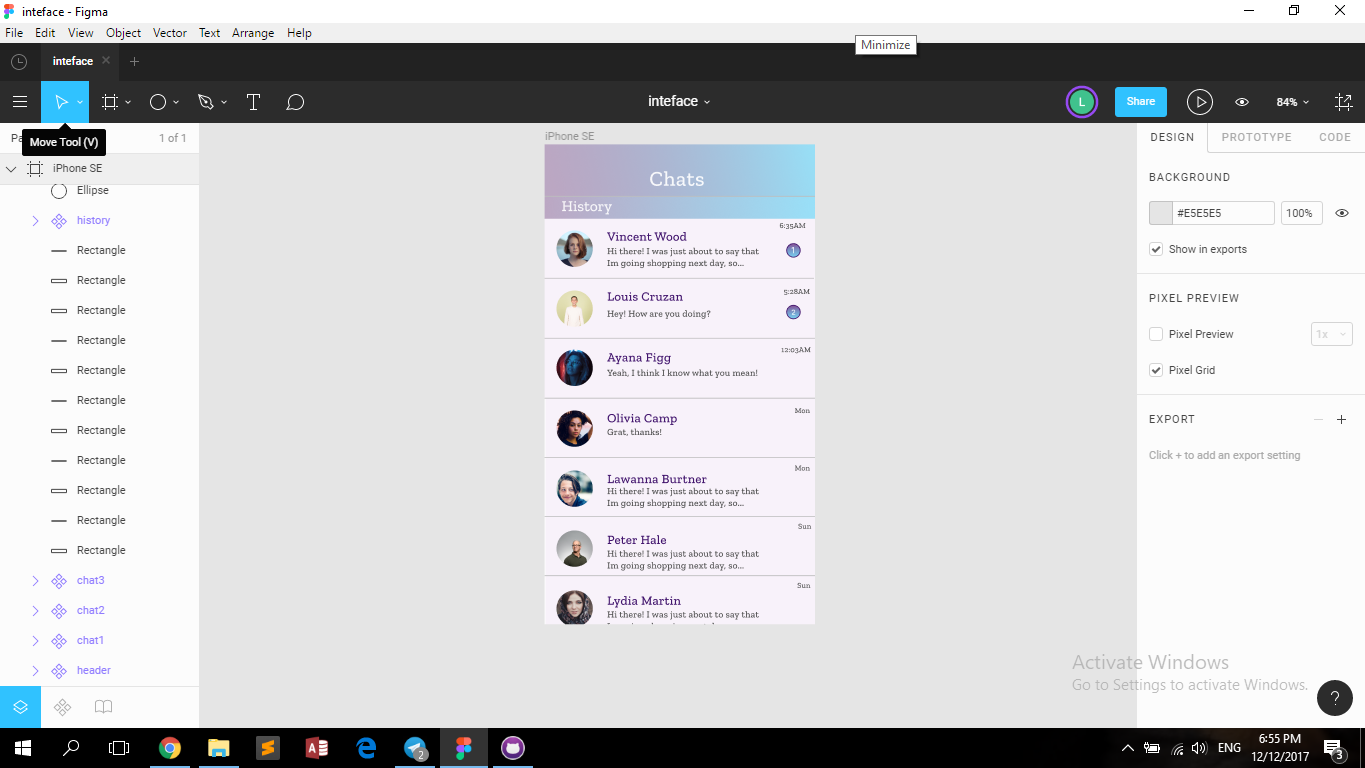 inteface - Figma
File Edit View Object Vector Text Arrange Help
Minimize
inteface
inteface
L
Share
84%
Pa
1 of 1
Move Tool (V)
iPhone SE
Ellipse
history
Rectangle
Rectangle
Rectangle
Rectangle
Rectangle
Rectangle
Rectangle
Rectangle
Rectangle
Rectangle
Rectangle
chat3
chat2
chat1
header
iPhone SE
Chats
History
6:35AM
Vincent Wood
Hi there! I was just about to say that
Im going shopping next day, so...
1
5:28AM
Louis Cruzan
Hey! How are you doing?
2
12:03AM
Ayana Figg
Yeah, I think I know what you mean!
Mon
Olivia Camp
Grat, thanks!
Mon
Lawanna Burtner
Hi there! I was just about to say that
Im going shopping next day, so...
Sun
Peter Hale
Hi there! I was just about to say that
Im going shopping next day, so...
Sun
Lydia Martin
Hi there! I was just about to say that
DESIGN PROTOTYPE CODE
BACKGROUND
#E5E5E5 100%
Show in exports
PIXEL PREVIEW
Pixel Preview 1x
Pixel Grid
EXPORT
Click + to add an export setting
Activate Windows
Go to Settings to activate Windows.
?
2
ENG
6:55 PM
12/12/2017
3